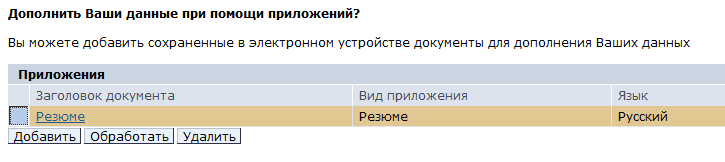 Дополнить Ваши данные при помощи приложений?
Вы можете добавить сохраненные в электронном устройстве документы для дополнения Ваших данных
Приложения
Заголовок документа Вид приложения Язык
Резюме Резюме Русский
Добавить Обработать Удалить